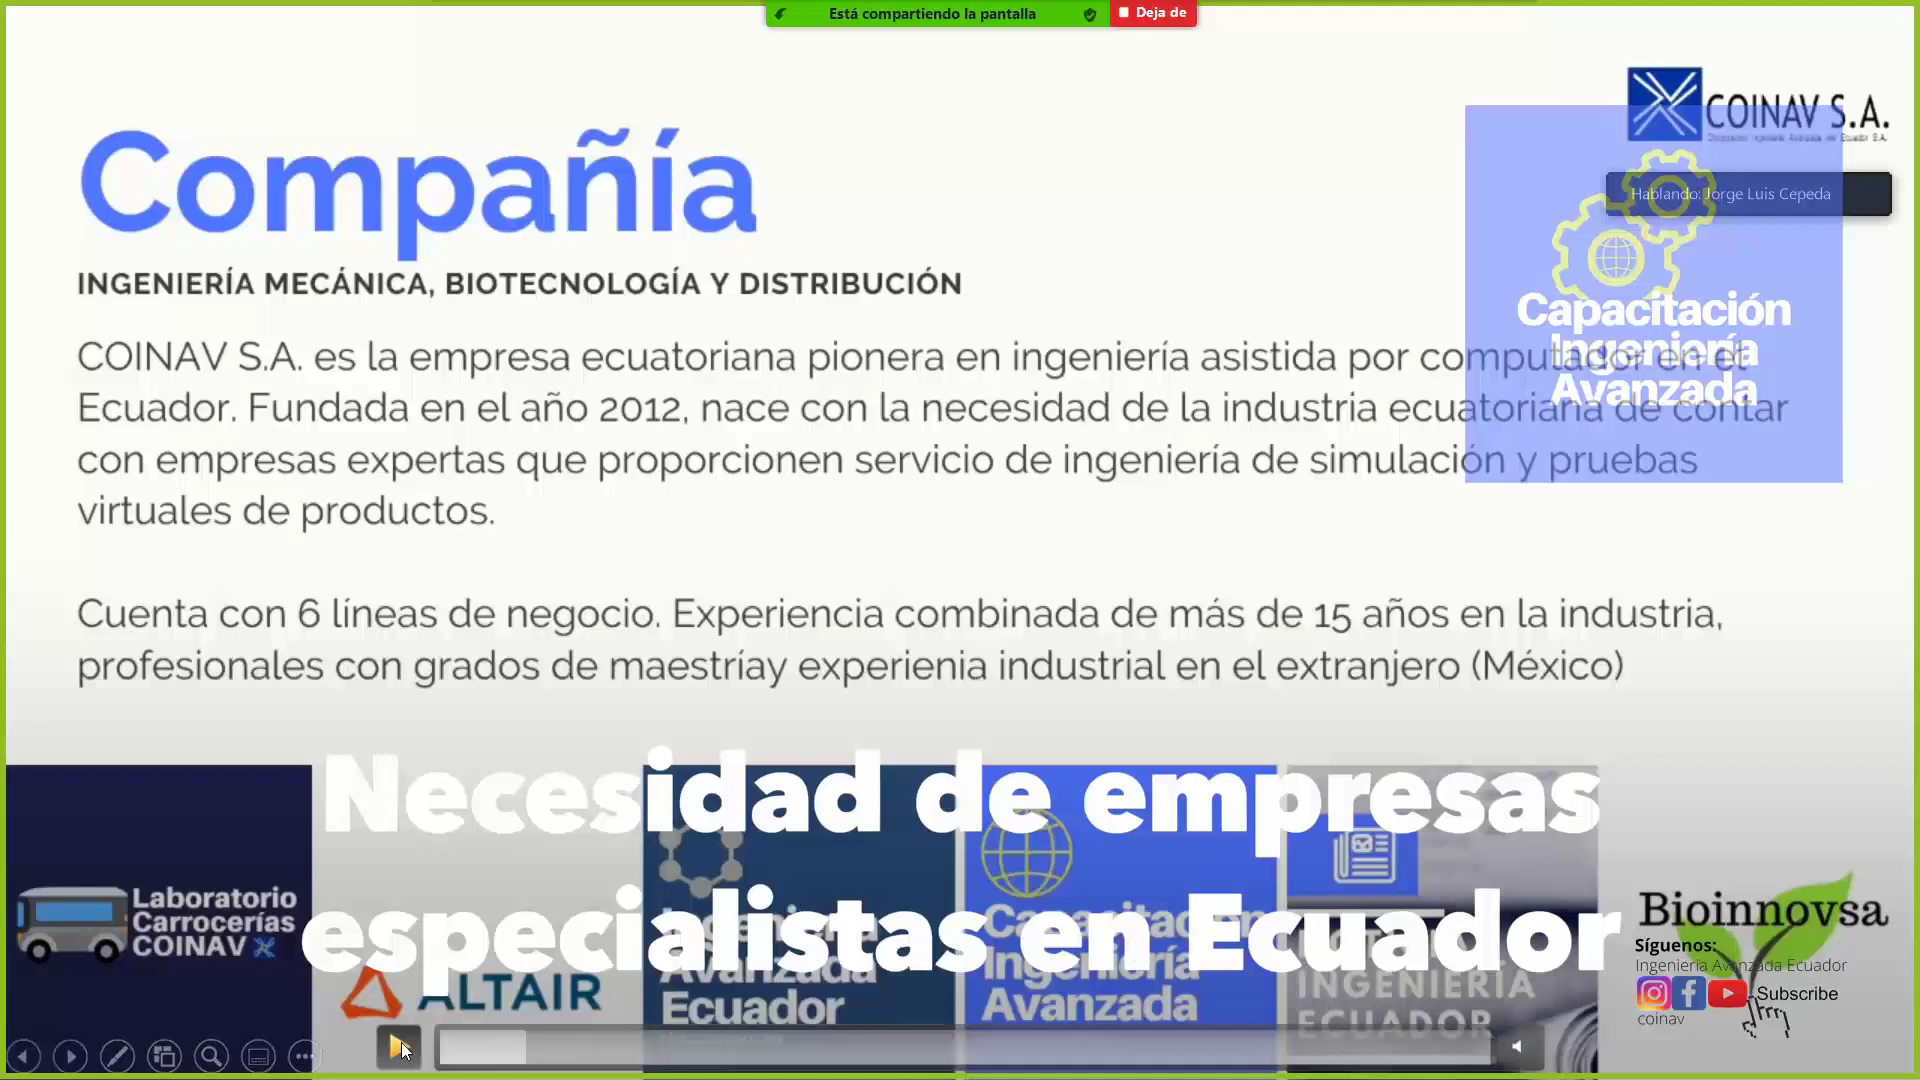 Está compartiendo la pantalla
Deja de
COINAV S.A.
Hablando: Jorge Luis Cepeda
Compañía
INGENIERÍA MECÁNICA, BIOTECNOLOGÍA Y DISTRIBUCIÓN
Capacitación
Ingeniería
Avanzada
COINAV S.A. es la empresa ecuatoriana pionera en ingeniería asistida por computador en el
Ecuador. Fundada en el año 2012, nace con la necesidad de la industria ecuatoriana de contar
con empresas expertas que proporcionen servicio de ingeniería de simulación y pruebas
virtuales de productos.
Cuenta con 6 líneas de negocio. Experiencia combinada de más de 15 años en la industria,
profesionales con grados de maestríay experienia industrial en el extranjero (México)
Necesidad de empresas
especialistas en Ecuador
Laboratorio
Carrocerías
COINAV
ALTAIR
Ingeniería
Avanzada
Ecuador
Capacitación
Ingeniería
Avanzada
INGENIERÍA
ECUADOR
Bioinnovsa
Síguenos:
Ingenieria Avanzada Ecuador
Subscribe
coinav